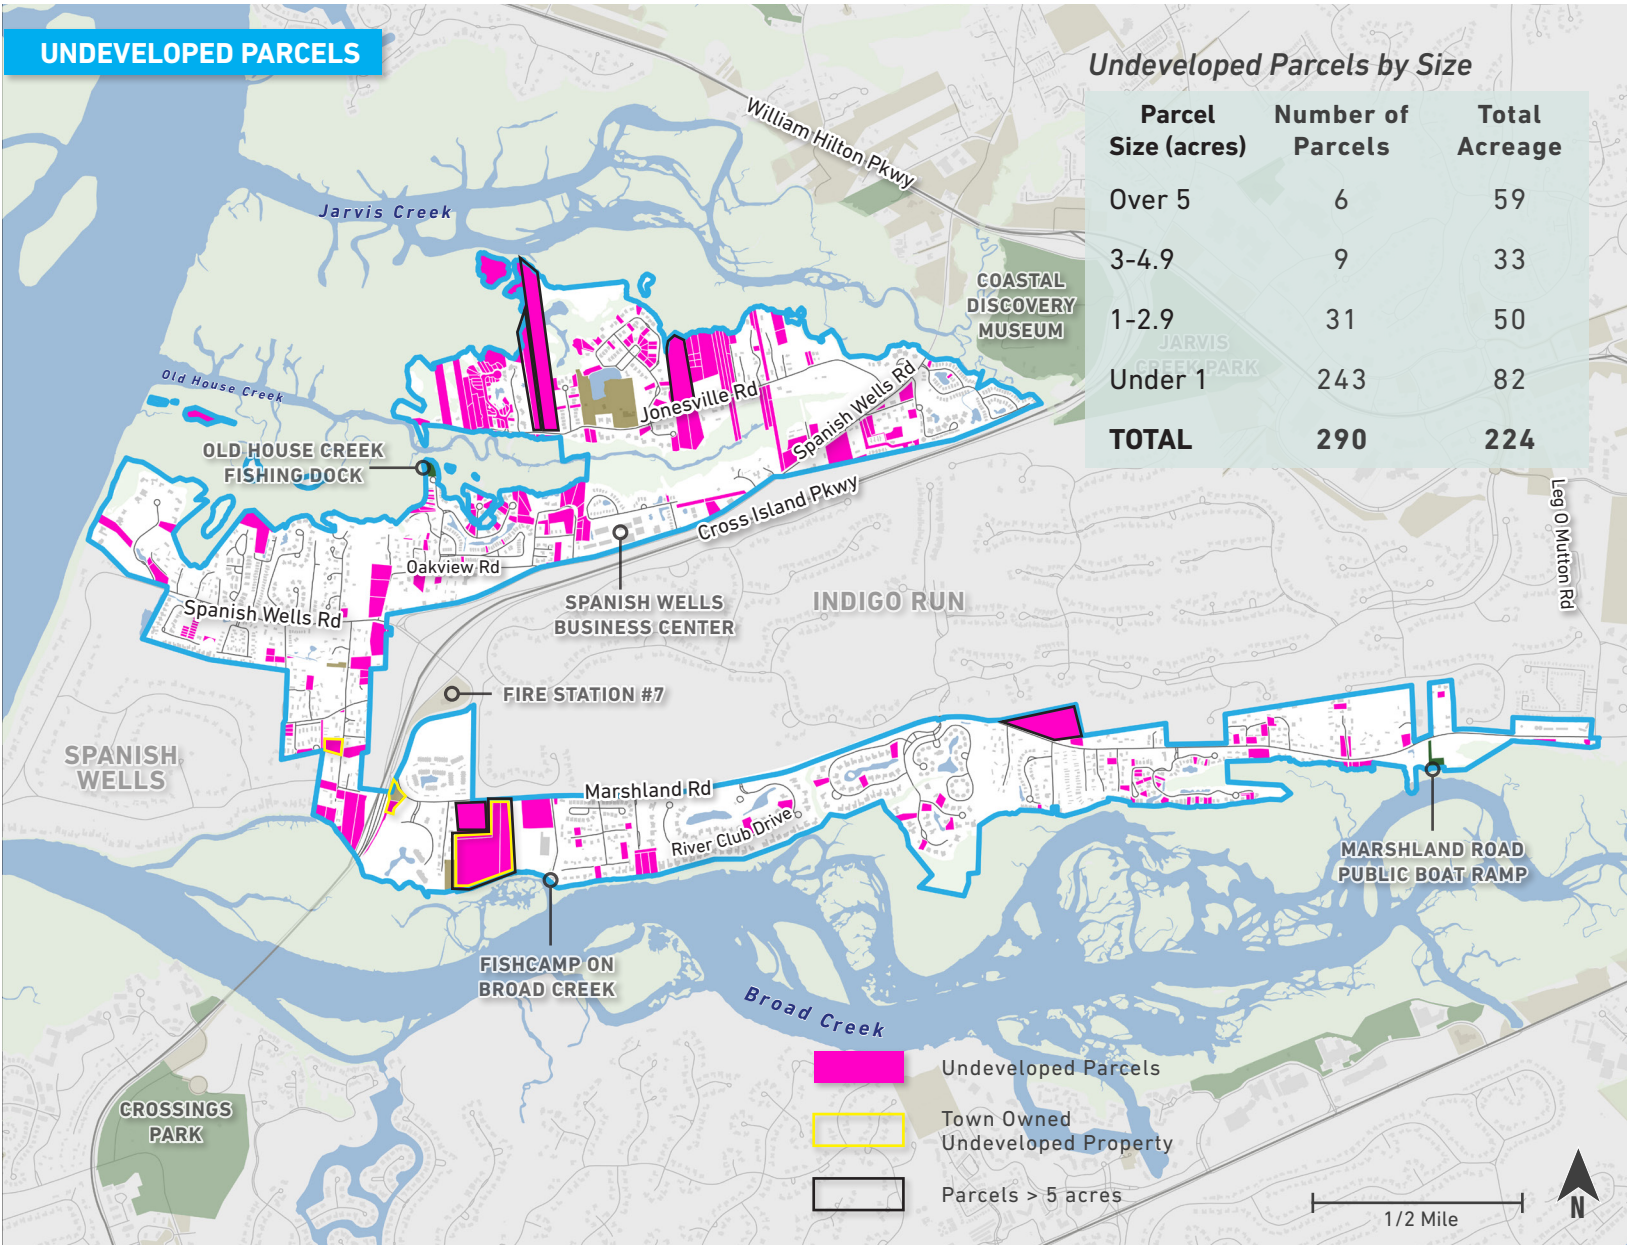 UNDEVELOPED PARCELS
Undeveloped Parcels by Size
Parcel Size (acres) Number of Parcels Total Acreage
Over 5 6 59
3-4.9 9 33
1-2.9 31 50
Under 1 243 82
TOTAL 290 224
William Hilton Pkwy
Jarvis Creek
COASTAL
DISCOVERY
MUSEUM
JARVIS
CREEK PARK
Old House Creek
Jonesville Rd
Spanish Wells Rd
OLD HOUSE CREEK
FISHING DOCK
Cross Island Pkwy
Leg O Mutton Rd
Oakview Rd
Spanish Wells Rd
SPANISH WELLS
BUSINESS CENTER
INDIGO RUN
FIRE STATION #7
SPANISH
WELLS
Marshland Rd
River Club Drive
MARSHLAND ROAD
PUBLIC BOAT RAMP
FISHCAMP ON
BROAD CREEK
Broad Creek
CROSSINGS
PARK
Undeveloped Parcels
Town Owned
Undeveloped Property
Parcels > 5 acres
1/2 Mile
N